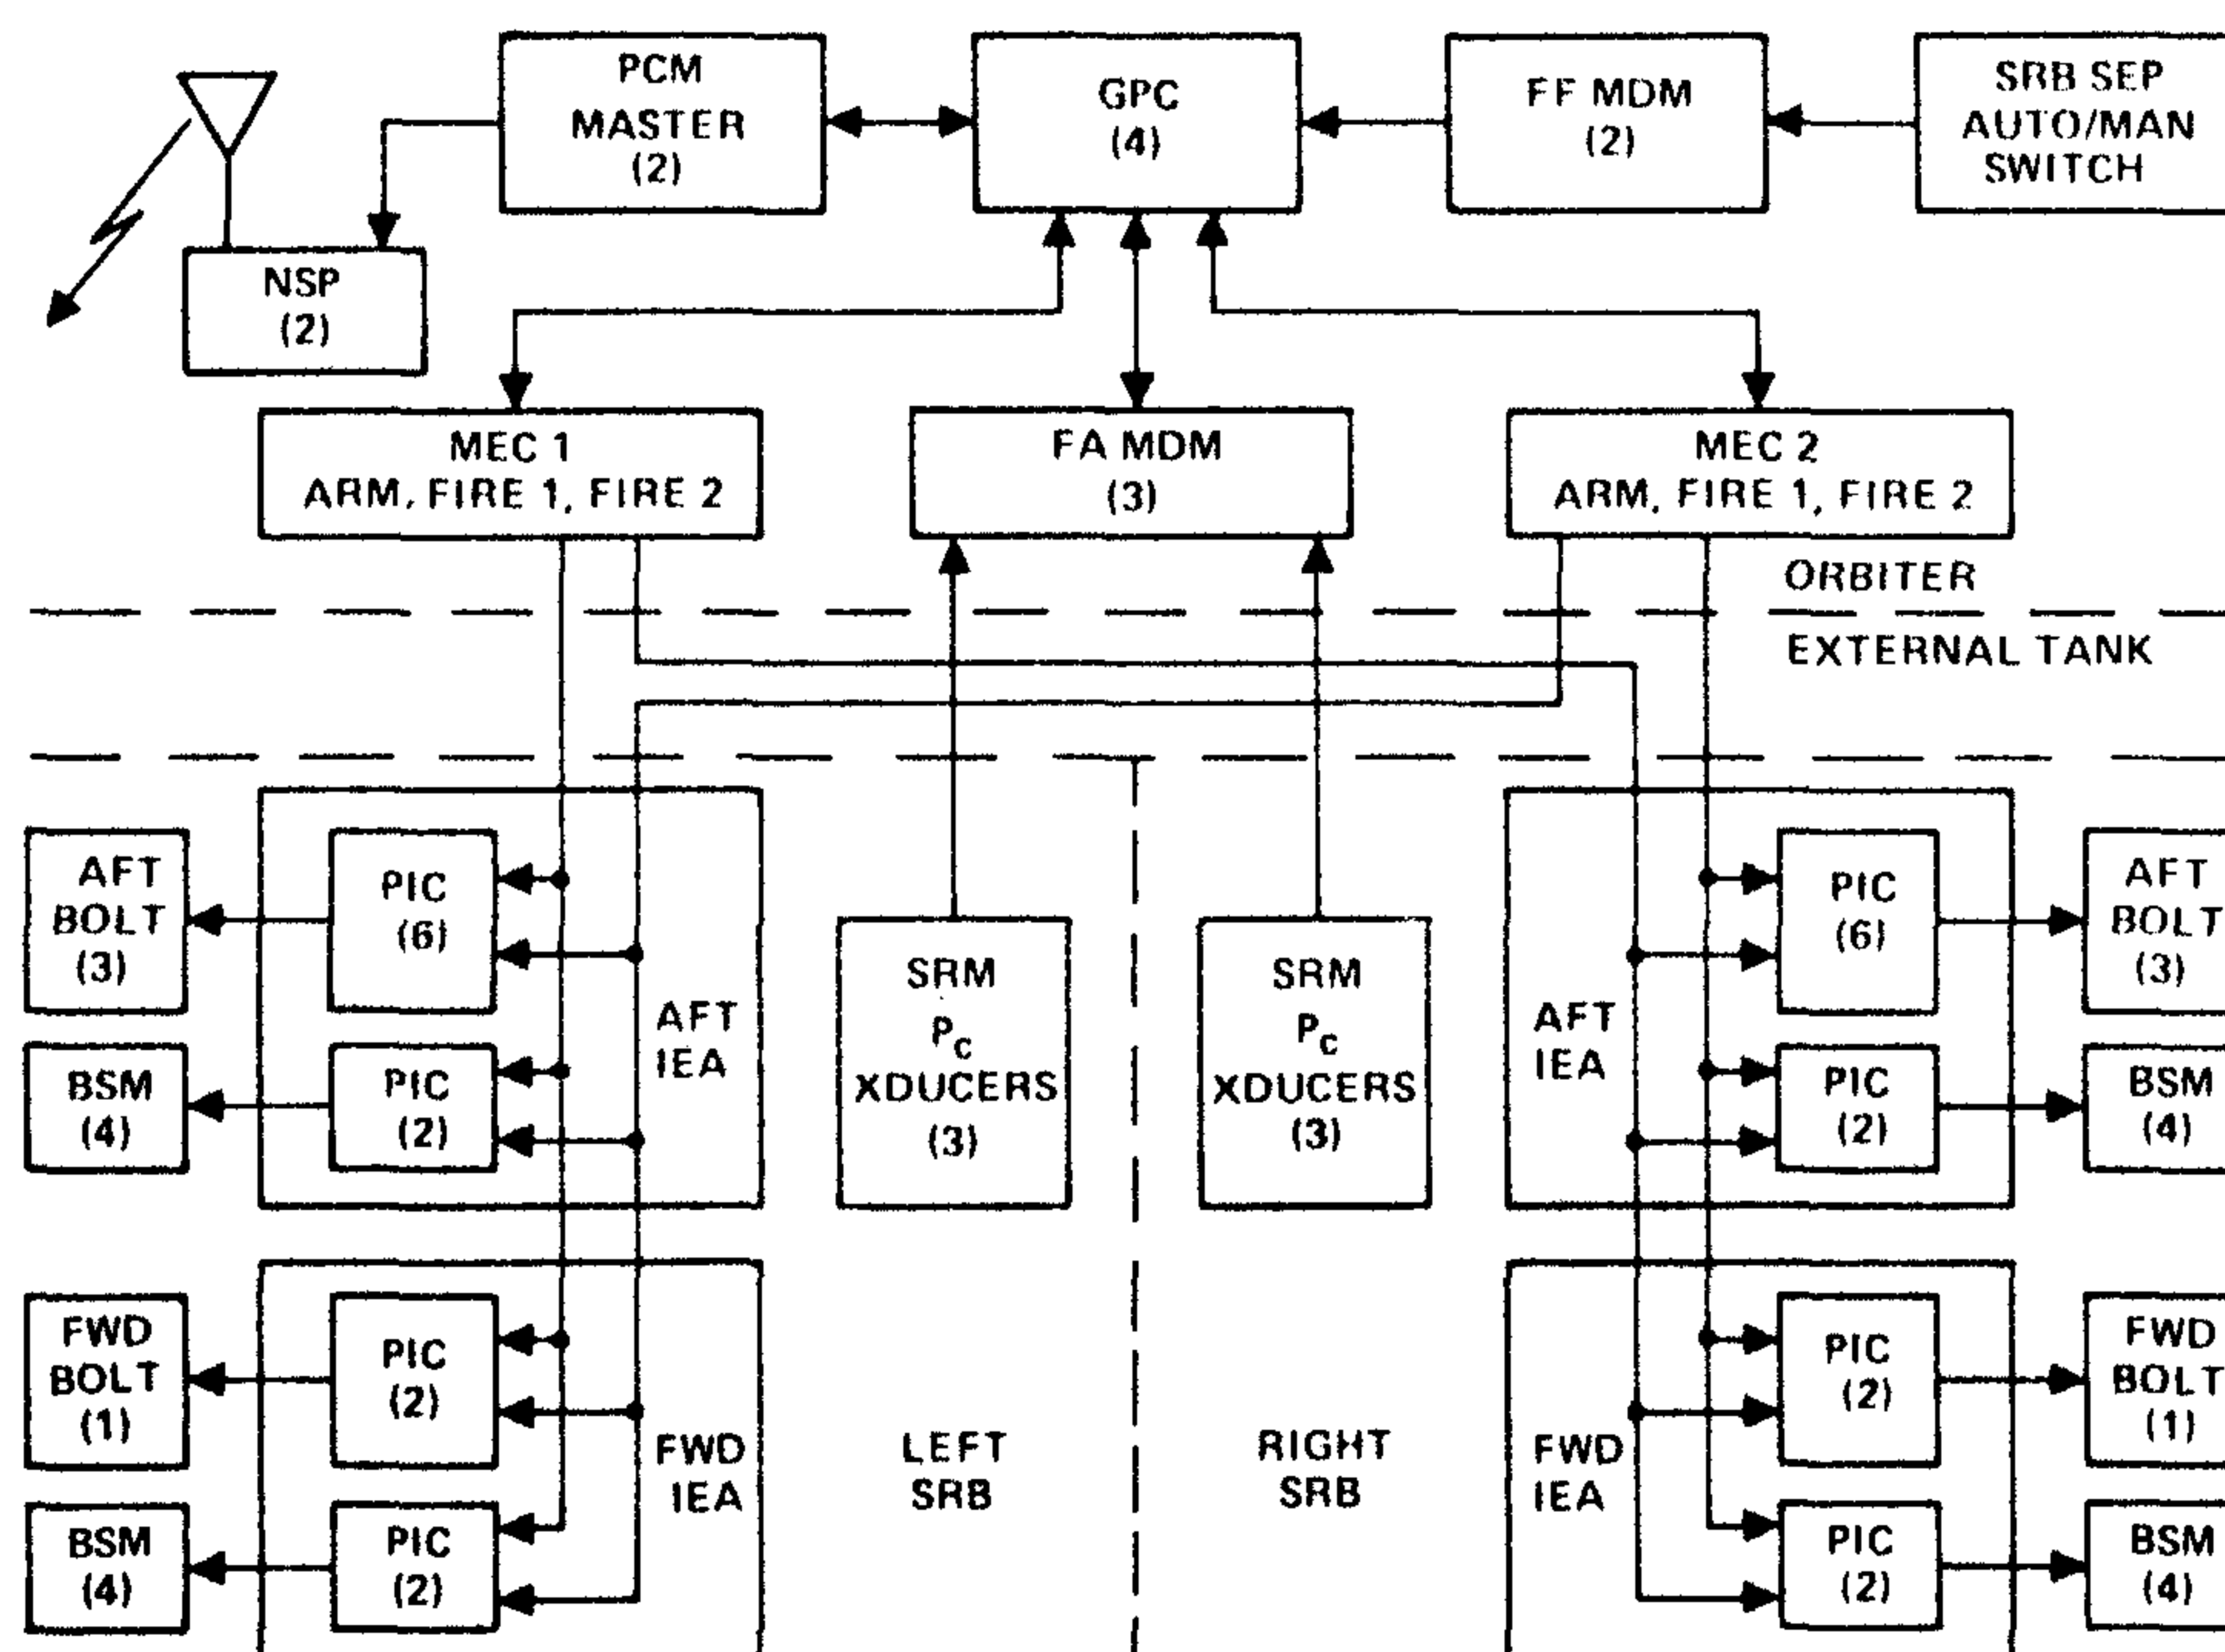 PCM
MASTER
(2)
GPC
(4)
FF MDM
(2)
SRB SEP
AUTO/MAN
SWITCH
NSP
(2)
MEC 1
ARM, FIRE 1, FIRE 2
FA MDM
(3)
MEC 2
ARM, FIRE 1, FIRE 2
ORBITER
EXTERNAL TANK
AFT
BOLT
(3)
PIC
(6)
BSM
(4)
PIC
(2)
AFT
IEA
SRM
Pc
XDUCERS
(3)
SRM
Pc
XDUCERS
(3)
AFT
IEA
PIC
(6)
AFT
BOLT
(3)
PIC
(2)
BSM
(4)
FWD
BOLT
(1)
PIC
(2)
BSM
(4)
PIC
(2)
FWD
IEA
LEFT
SRB
RIGHT
SRB
FWD
IEA
PIC
(2)
FWD
BOLT
(1)
PIC
(2)
BSM
(4)